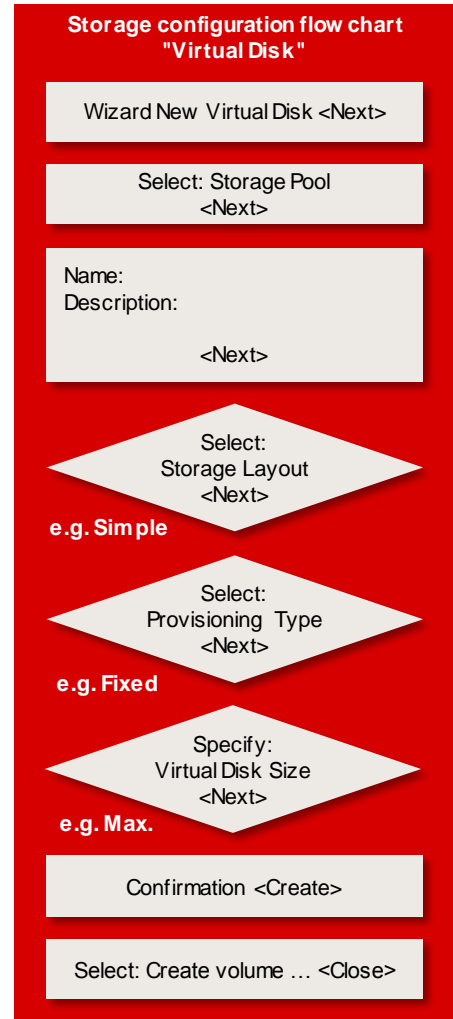 Storage configuration flow chart
"Virtual Disk"
Wizard New Virtual Disk <Next>
Select: Storage Pool
<Next>
Name:
Description:
<Next>
Select:
Storage Layout
<Next>
e.g. Simple
Select:
Provisioning Type
<Next>
e.g. Fixed
Specify:
Virtual Disk Size
<Next>
e.g. Max.
Confirmation <Create>
Select: Create volume ... <Close>